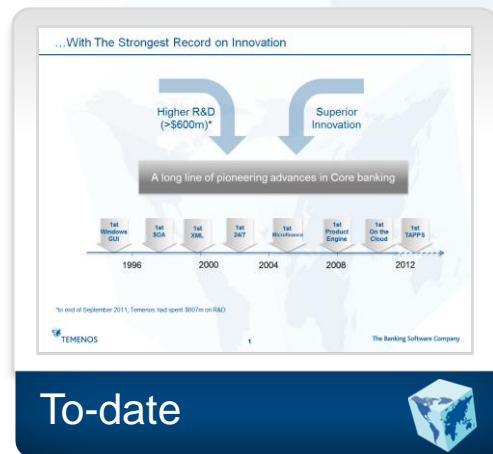 ...With The Strongest Record on Innovation
Higher R&D
(>$600m)*
Superior
Innovation
A long line of pioneering advances in Core banking
1st
Windows
GUI
1st
SOA
1st
XML
1st
24/7
1st
Microfinance
1st
Product
Engine
1st
On the
Cloud
1st
TAPPS
1996
2000
2004
2008
2012
*to end of September 2011, Temenos had spent $607m on R&D
TEMENOS
1
The Banking Software Company
To-date